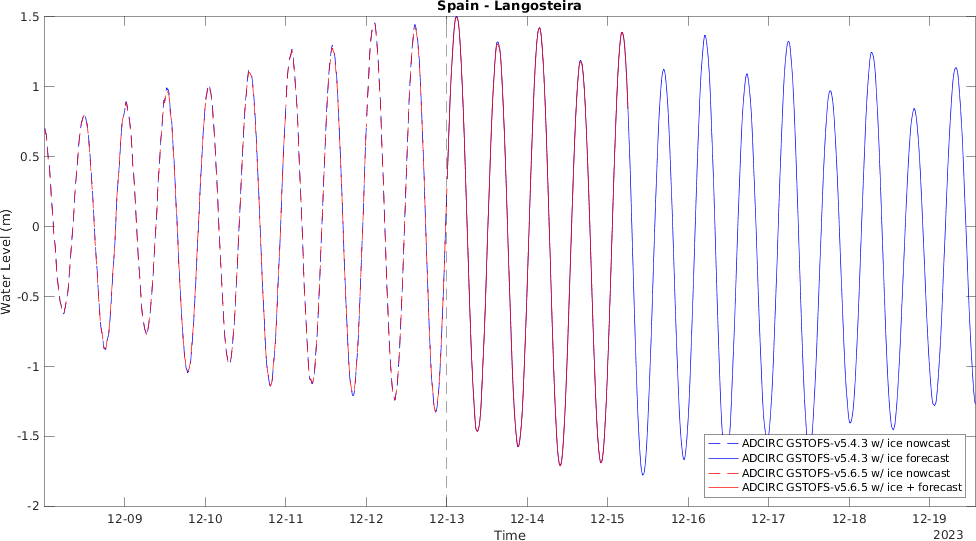 Spain - Langosteira
1.5
1
0.5
0
-0.5
-1
-1.5
-2
Water Level (m)
ADCIRC GSTOFS-v5.4.3 w/ ice nowcast
ADCIRC GSTOFS-v5.4.3 w/ ice forecast
ADCIRC GSTOFS-v5.6.5 w/ ice nowcast
ADCIRC GSTOFS-v5.6.5 w/ ice + forecast
12-09 12-10 12-11 12-12 12-13 12-14 12-15 12-16 12-17 12-18 12-19
Time
2023